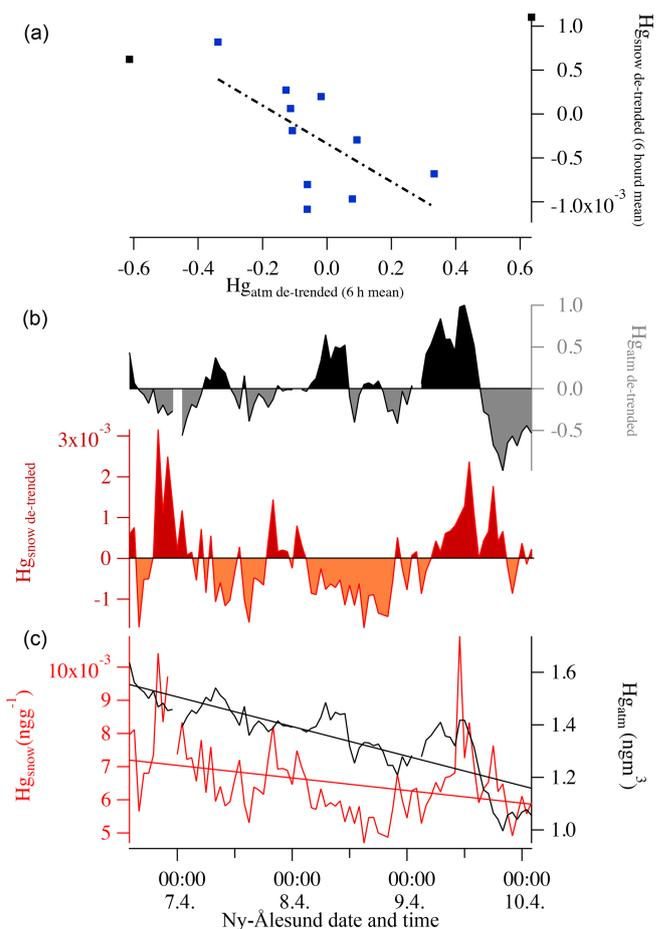 (a)
1.0
0.5
0.0
-0.5
-1.0x10-3
Hgsnow de-trended (6 hourd mean)
-0.6 -0.4 -0.2 0.0 0.2 0.4 0.6
Hgatm de-trended (6 h mean)
(b)
1.0
0.5
0.0
-0.5
Hgatm de-trended
3x10-3
2
1
0
-1
Hgsnow de-trended
(c)
10x10-3
9
8
7
6
5
Hgsnow(ngg-1)
1.6
1.4
1.2
1.0
Hgatm (ngm3)
00:00 00:00 00:00 00:00
7.4. 8.4. 9.4. 10.4.
Ny-Ålesund date and time